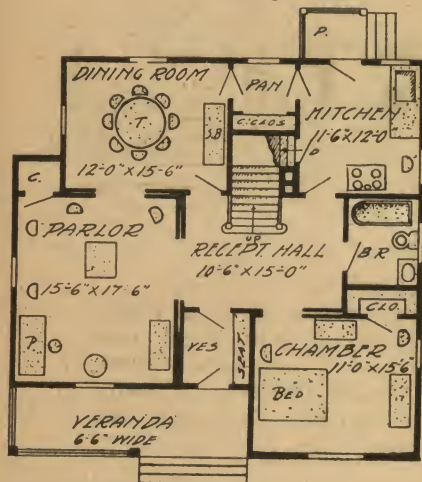 P.
DINING ROOM
PAN
KITCHEN
11-6"X12-0
C.CLOS
T.
S.B
D
12-0"X15-6"
C.
UP
PARLOR
RECEPT. HALL
B R
15-6"X17-6"
10-6"X15-0"
CLO.
P.
VES
SEAT
CHAMBER
11-0"X15-6"
BED
VERANDA
6-6" WIDE